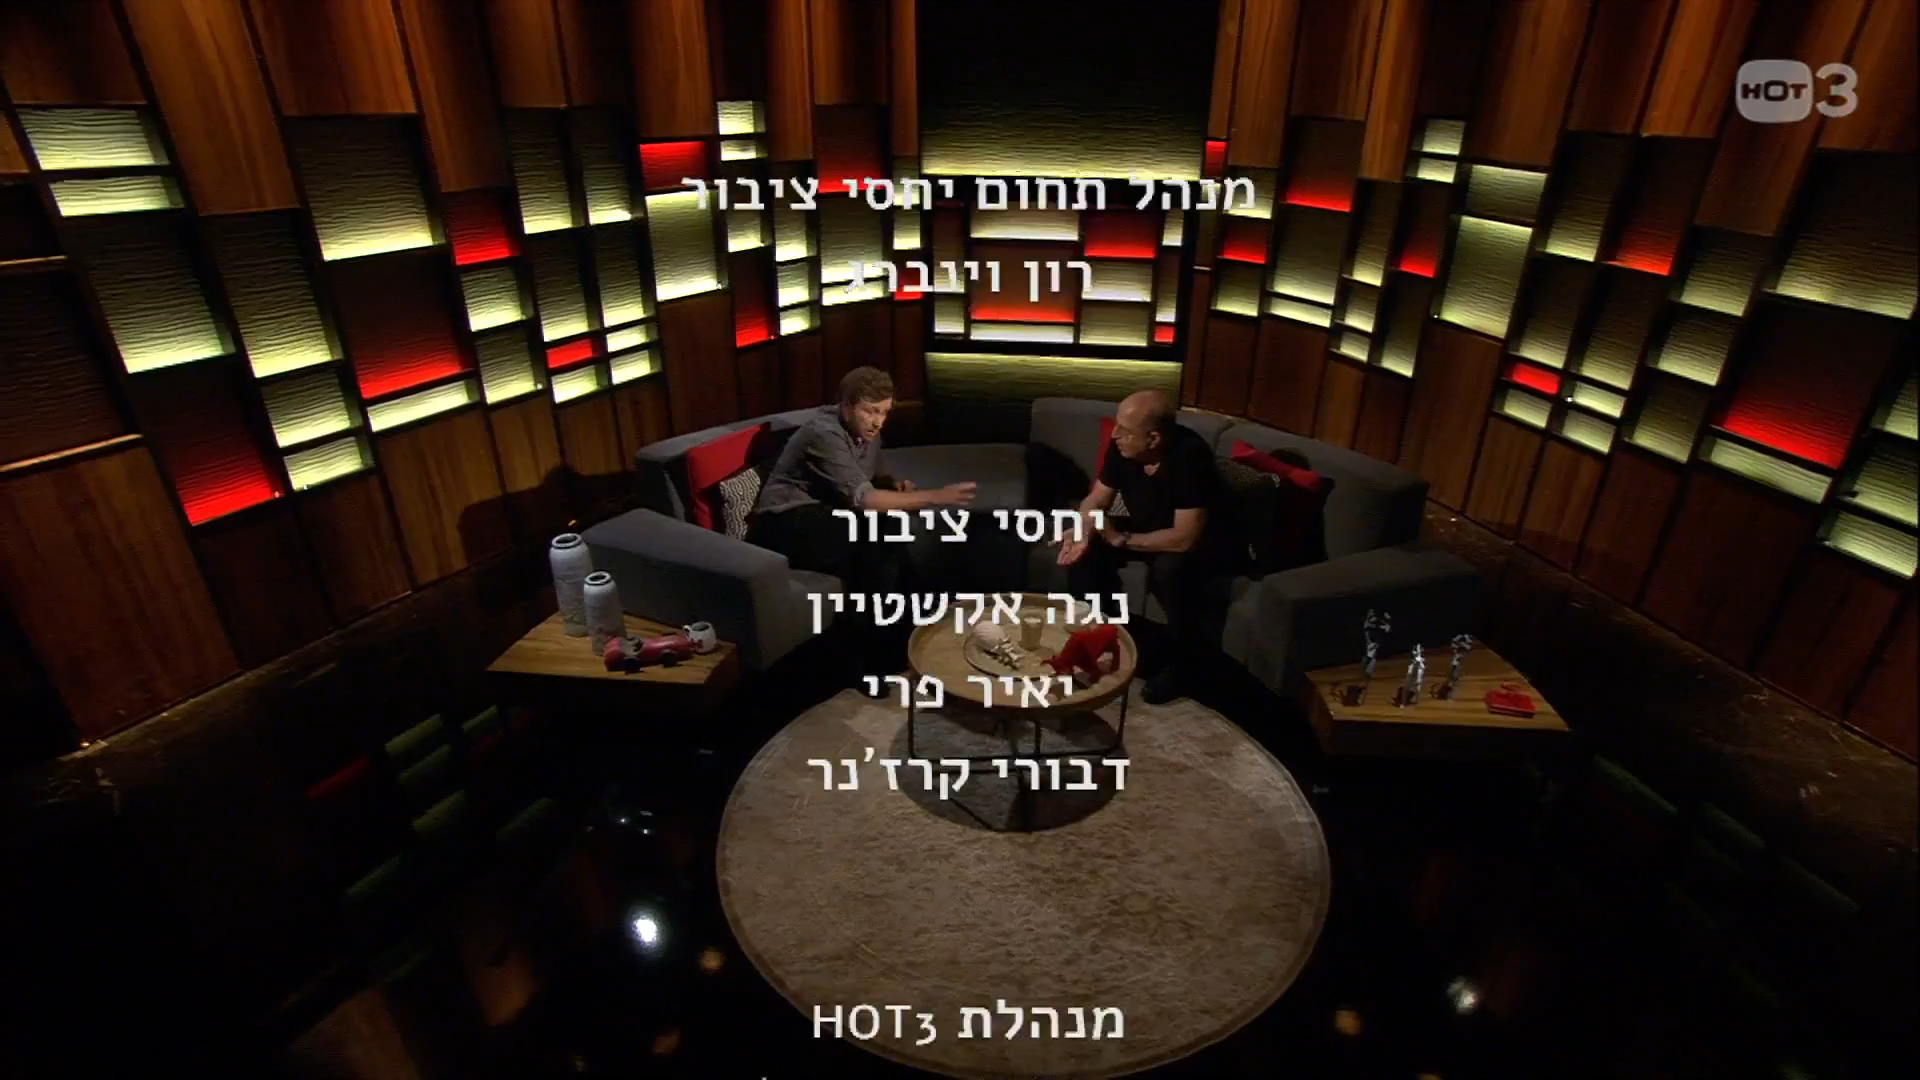 HOT3
מנהל תחום יחסי ציבור
רון וינברג
יחסי ציבור
נגה אקשטיין
יאיר פרי
דבורי קרז'נר
מנהלת HOT3